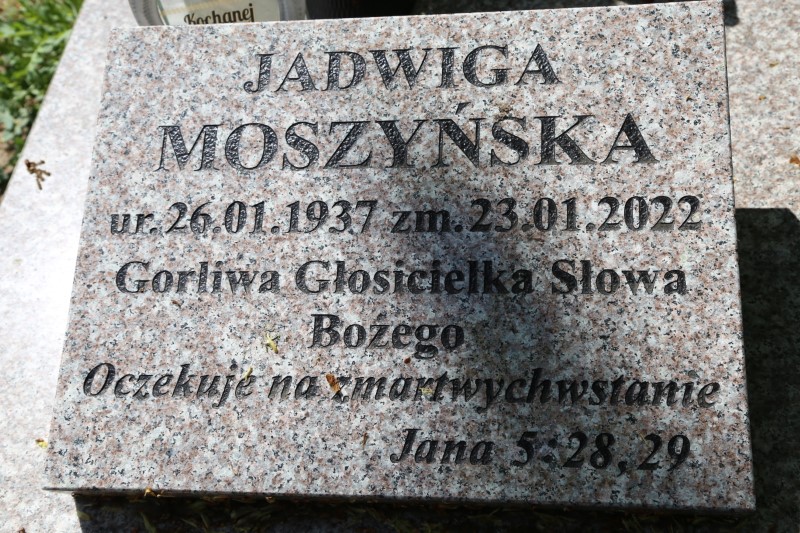 Kochanej
JADWIGA
MOSZYŃSKA
ur.26.01.1937 zm.23.01.2022
Gorliwa Głosicielka Słowa
Bożego
Oczekuje na zmartwychwstanie
Jana 5:28,29